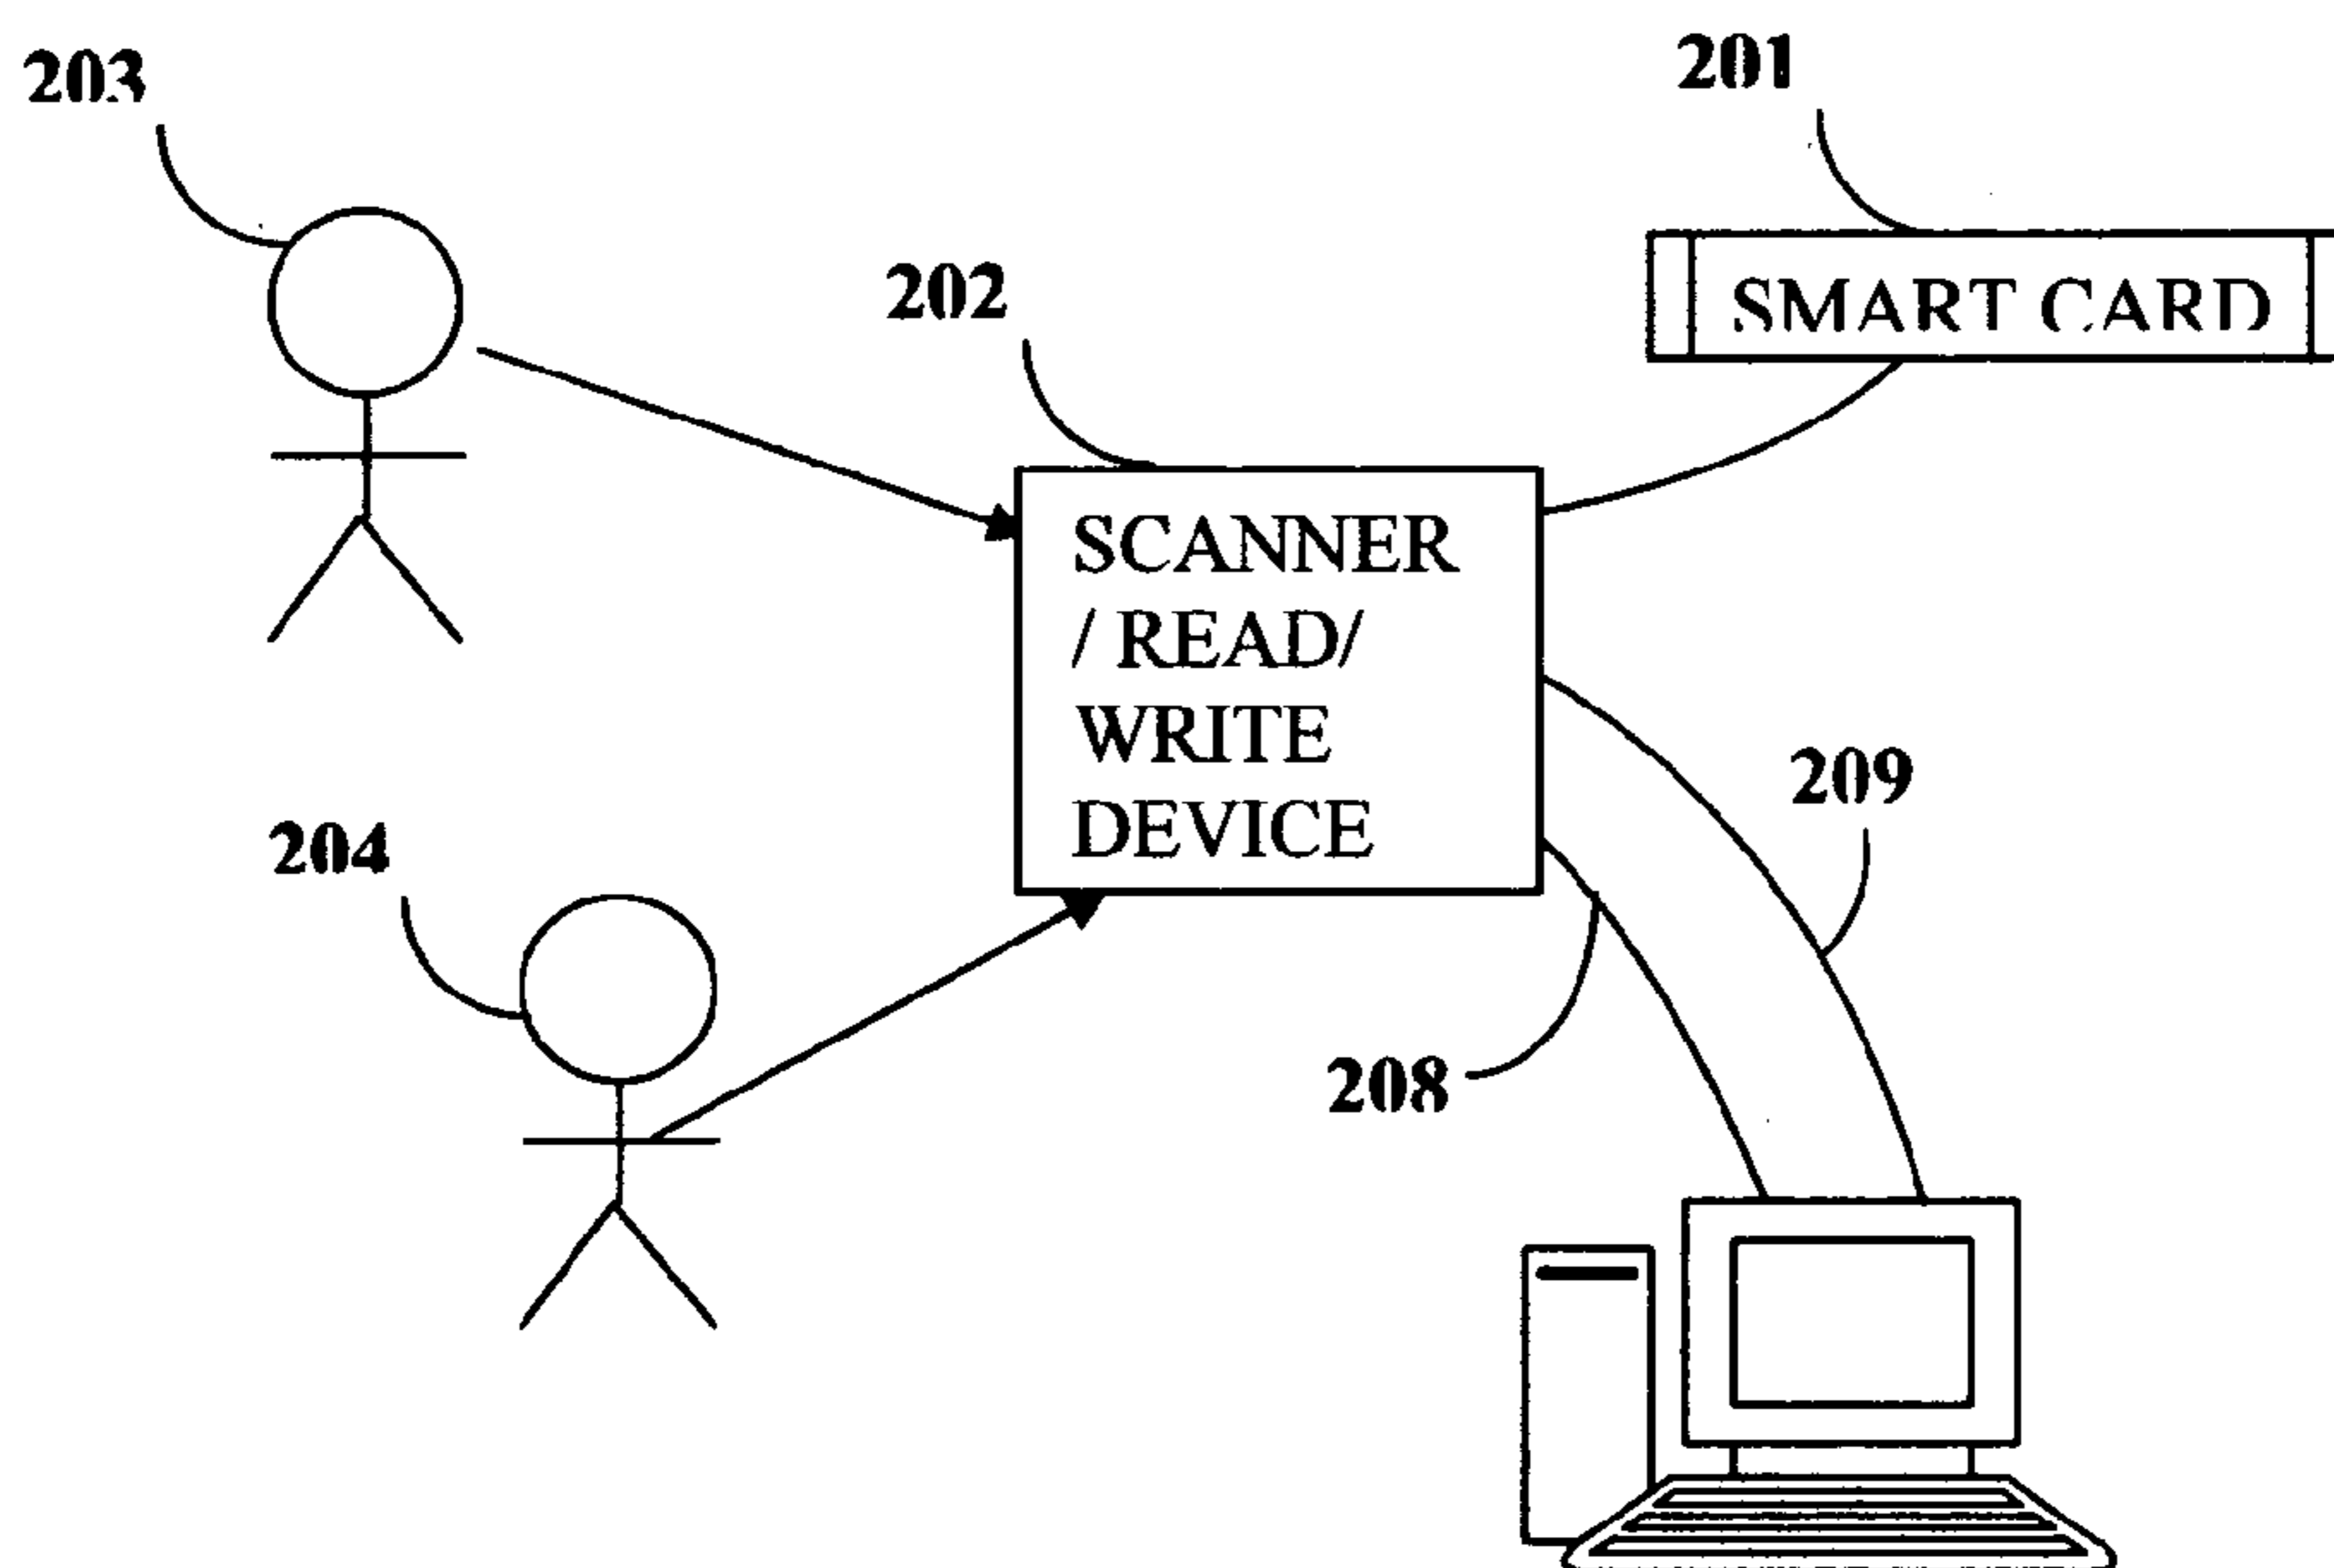 203
201
202
SMART CARD
SCANNER
/ READ/
WRITE
DEVICE
209
204
208